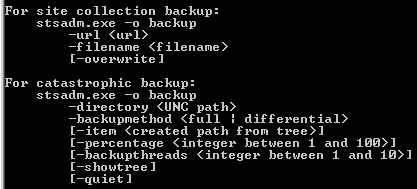 For site collection backup:
    stsadm.exe -o backup
        -url <url>
        -filename <filename>
        [-overwrite]

For catastrophic backup:
    stsadm.exe -o backup
        -directory <UNC path>
        -backupmethod <full | differential>
        [-item <created path from tree>]
        [-percentage <integer between 1 and 100>]
        [-backupthreads <integer between 1 and 10>]
        [-showtree]
        [-quiet]